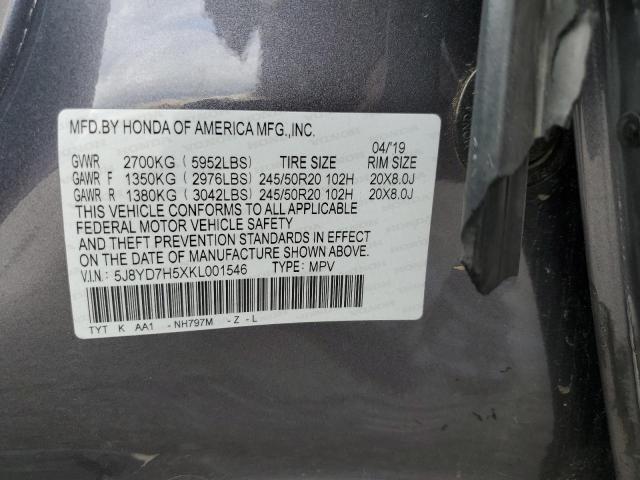 MFD.BY HONDA OF AMERICA MFG.,INC.
04/'19
GVWR 2700KG ( 5952LBS) TIRE SIZE RIM SIZE
GAWR F 1350KG ( 2976LBS) 245/50R20 102H 20X8.0J
GAWR R 1380KG ( 3042LBS) 245/50R20 102H 20X8.0J
THIS VEHICLE CONFORMS TO ALL APPLICABLE
FEDERAL MOTOR VEHICLE SAFETY
AND THEFT PREVENTION STANDARDS IN EFFECT
ON THE DATE OF MANUFACTURE SHOWN ABOVE.
V.I.N: 5J8YD7H5XKL001546 TYPE: MPV
TYT K AA1 - NH797M - Z - L